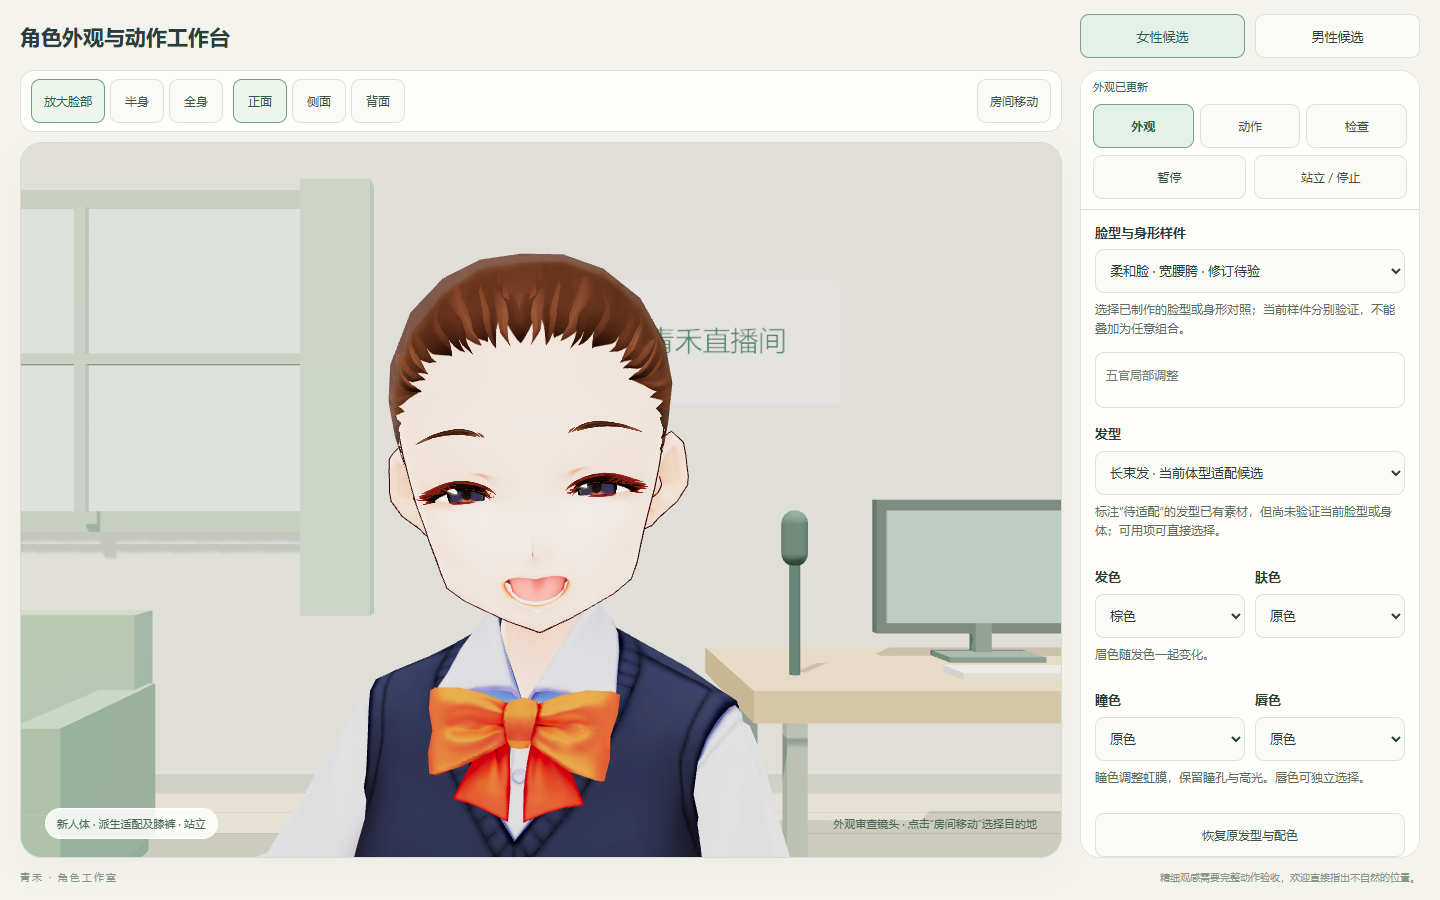 角色外观与动作工作台
女性候选
男性候选
放大脸部
半身
全身
正面
侧面
背面
房间移动
外观已更新
外观
动作
检查
暂停
站立 / 停止
脸型与身形样件
柔和脸 · 宽腰胯 · 修订待验
选择已制作的脸型或身形对照；当前样件分别验证，不能
叠加为任意组合。
五官局部调整
发型
长束发 · 当前体型适配候选
标注“待适配”的发型已有素材，但尚未验证当前脸型或身
体；可用项可直接选择。
发色
肤色
棕色
原色
眉色随发色一起变化。
瞳色
唇色
原色
原色
瞳色调整虹膜，保留瞳孔与高光。唇色可独立选择。
恢复原发型与配色
青禾直播间
新人体 · 派生适配及膝裤 · 站立
外观审查镜头 · 点击“房间移动”选择目的地
青禾 · 角色工作室
精细观感需要完整动作验收，欢迎直接指出不自然的位置。